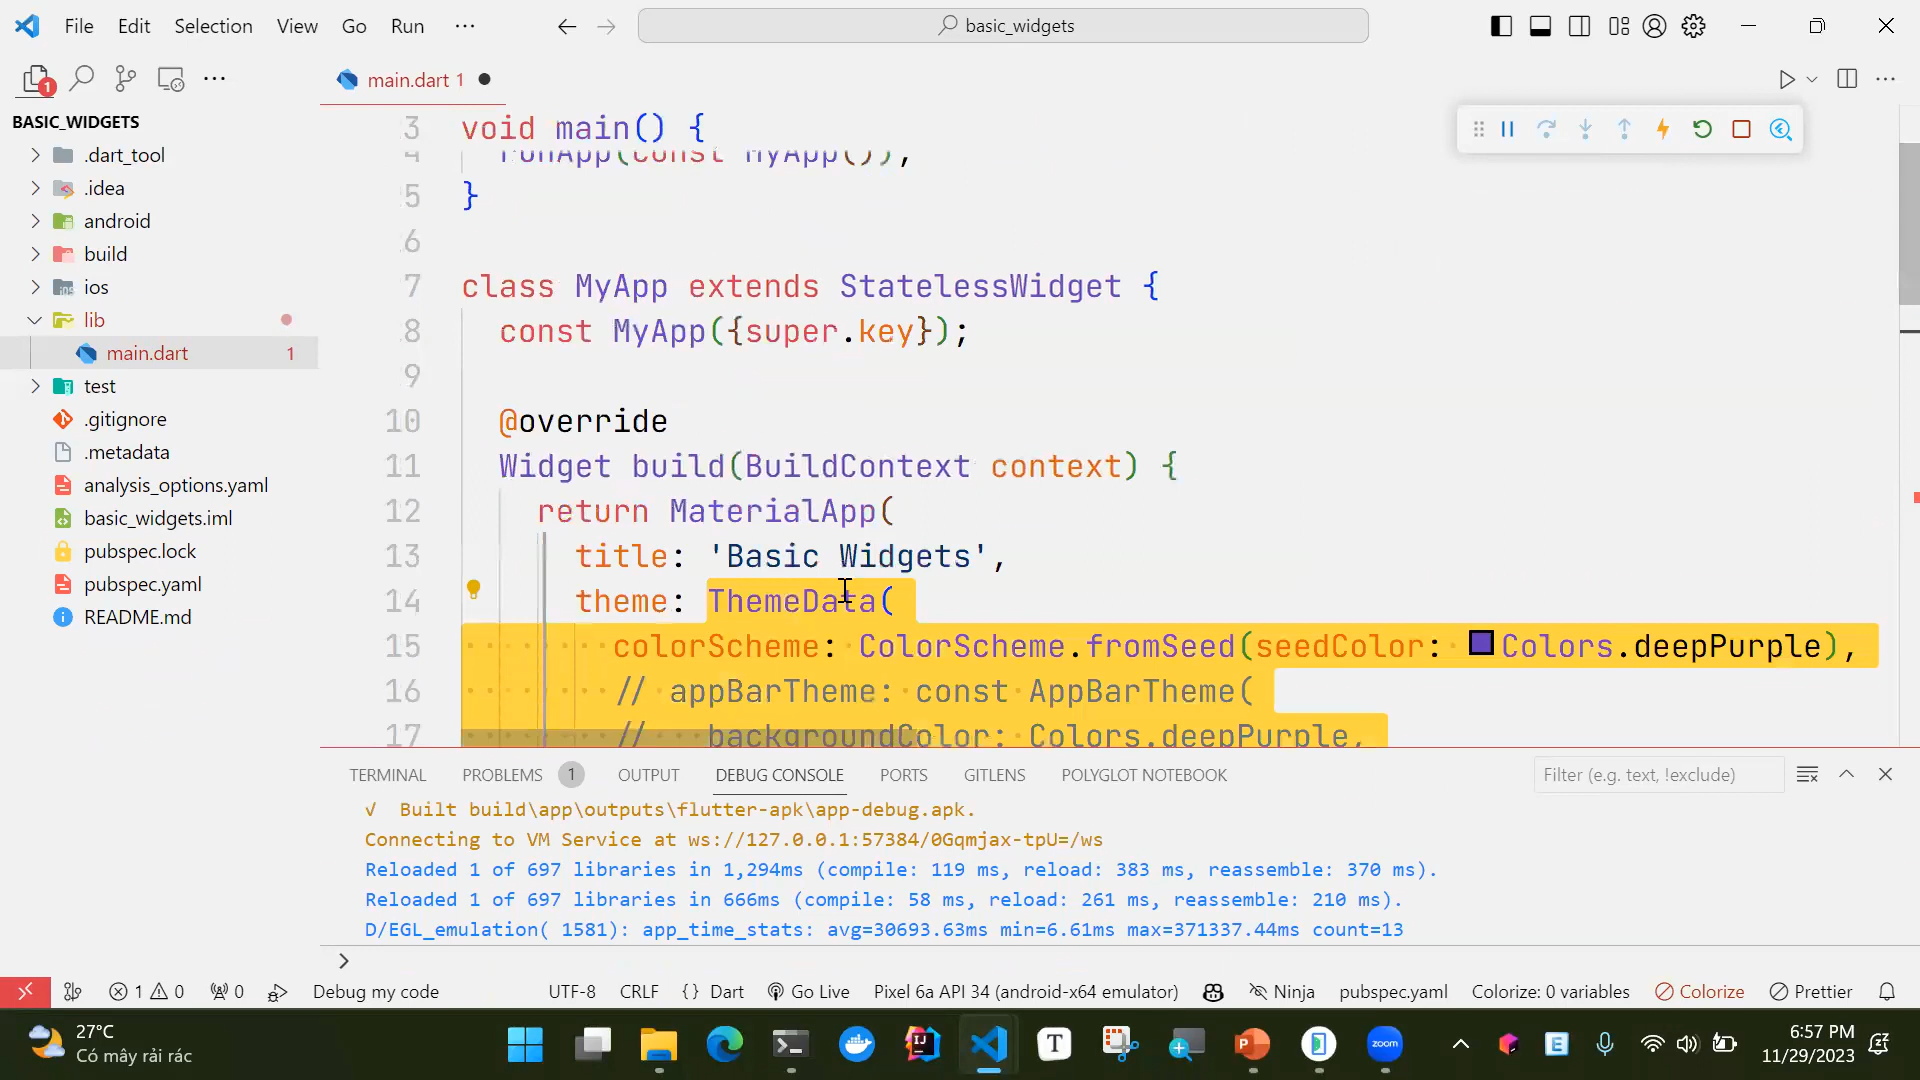 File Edit Selection View Go Run ···
basic_widgets
1
main.dart 1
BASIC_WIDGETS
.dart_tool
.idea
android
build
ios
lib
main.dart 1
test
.gitignore
.metadata
analysis_options.yaml
basic_widgets.iml
pubspec.lock
pubspec.yaml
README.md
3 void main() {
4 runApp(const MyApp());
5 }
6
7 class MyApp extends StatelessWidget {
8 const MyApp({super.key});
9
10 @override
11 Widget build(BuildContext context) {
12 return MaterialApp(
13 title: 'Basic Widgets',
14 theme: ThemeData(
15 colorScheme: ColorScheme.fromSeed(seedColor: Colors.deepPurple),
16 // appBarTheme: const AppBarTheme(
17 // backgroundColor: Colors.deepPurple,
TERMINAL PROBLEMS 1 OUTPUT DEBUG CONSOLE PORTS GITLENS POLYGLOT NOTEBOOK
Filter (e.g. text, !exclude)
√ Built build\app\outputs\flutter-apk\app-debug.apk.
Connecting to VM Service at ws://127.0.0.1:57384/0Gqmjax-tpU=/ws
Reloaded 1 of 697 libraries in 1,294ms (compile: 119 ms, reload: 383 ms, reassemble: 370 ms).
Reloaded 1 of 697 libraries in 666ms (compile: 58 ms, reload: 261 ms, reassemble: 210 ms).
D/EGL_emulation( 1581): app_time_stats: avg=30693.63ms min=6.61ms max=371337.44ms count=13
>
1 0 0 Debug my code UTF-8 CRLF {} Dart Go Live Pixel 6a API 34 (android-x64 emulator) Ninja pubspec.yaml Colorize: 0 variables Colorize Prettier
27°C
Có mây rải rác
T
zoom
E
6:57 PM
11/29/2023